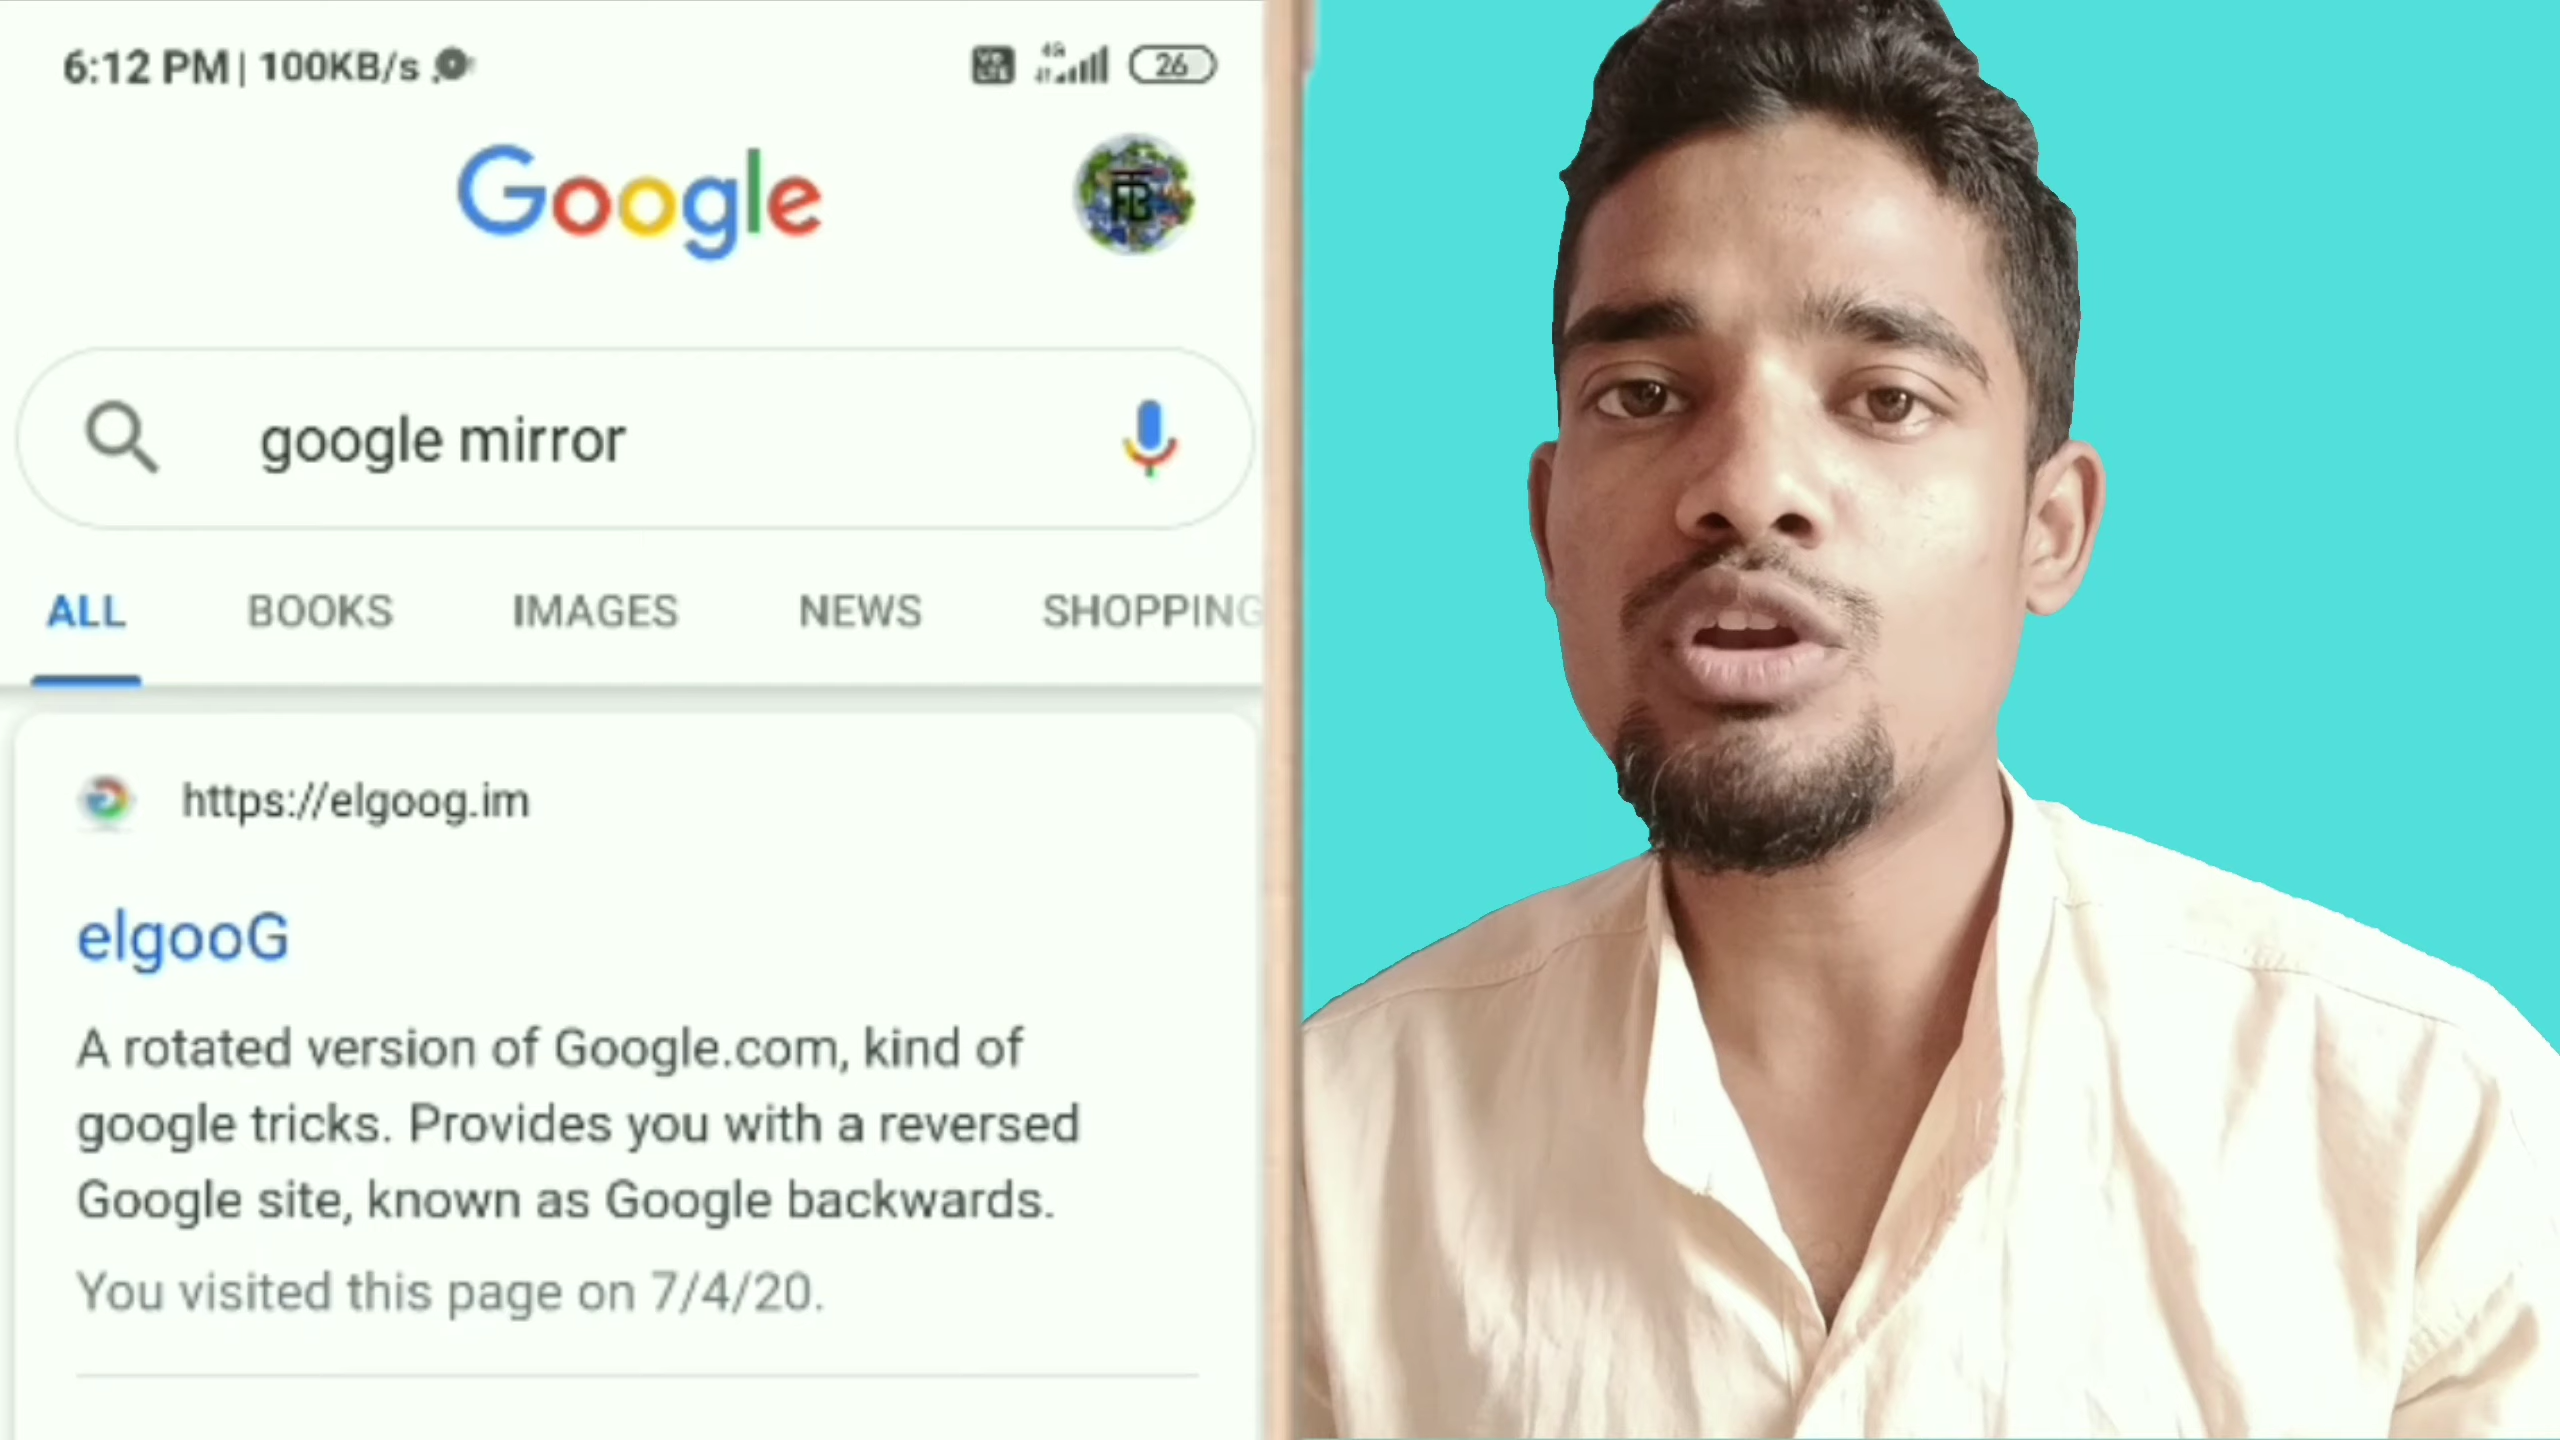 6:12 PM | 100KB/s 26
Google
google mirror
ALL BOOKS IMAGES NEWS SHOPPING
https://elgoog.im
elgooG
A rotated version of Google.com, kind of
google tricks. Provides you with a reversed
Google site, known as Google backwards.
You visited this page on 7/4/20.